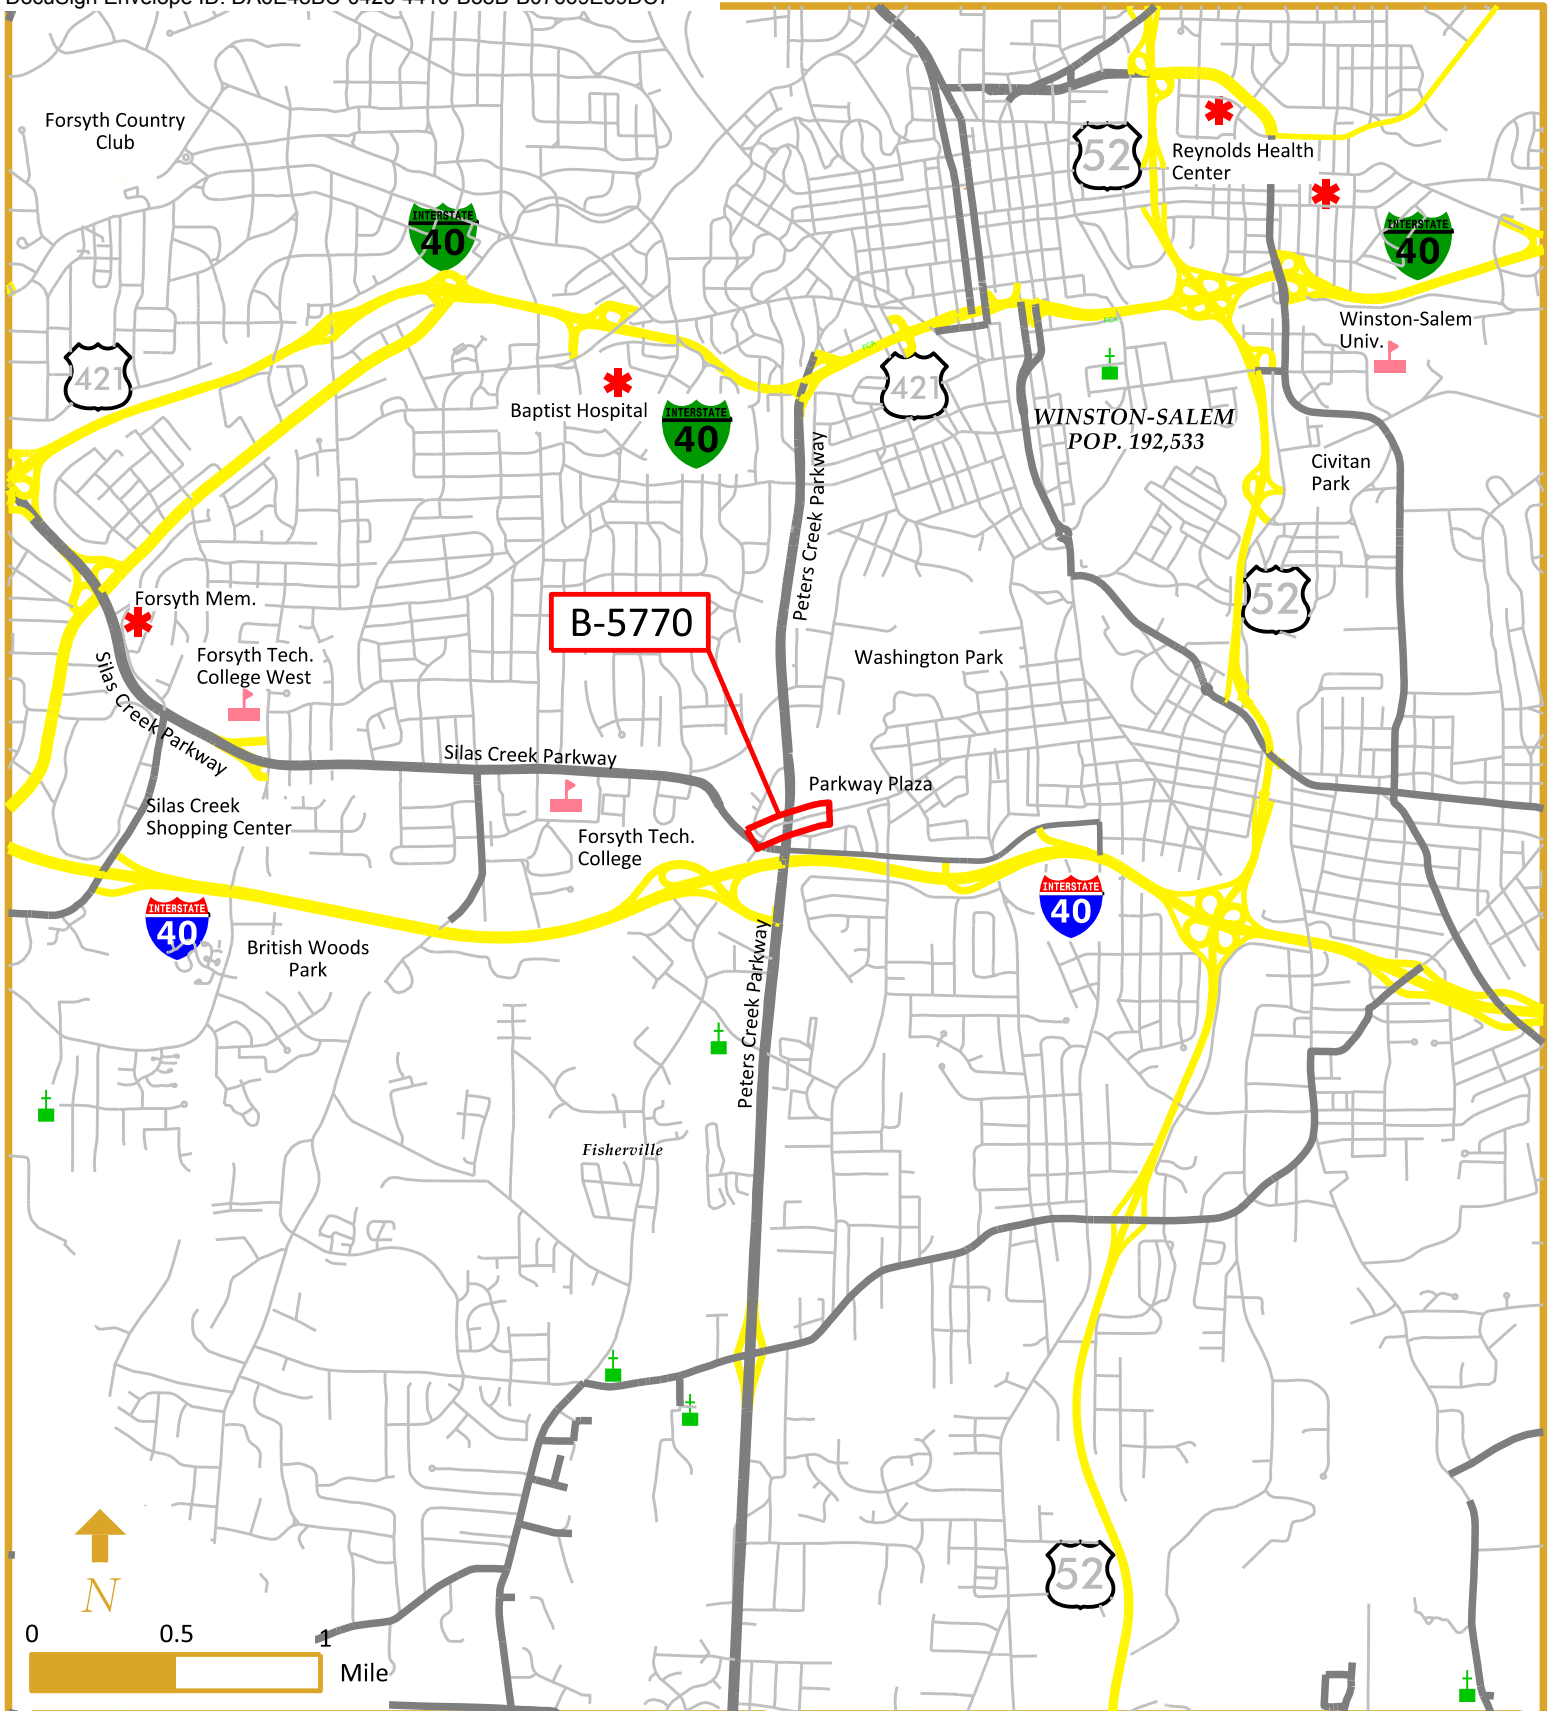 Forsyth Country
Club
52
Reynolds Health
Center
INTERSTATE
40
INTERSTATE
40
Winston-Salem
Univ.
421
421
Baptist Hospital
INTERSTATE
40
WINSTON-SALEM
POP. 192,533
Civitan
Park
Peters Creek Parkway
52
Forsyth Mem.
B-5770
Forsyth Tech.
College West
Washington Park
Silas Creek Parkway
Silas Creek Parkway
Parkway Plaza
Silas Creek
Shopping Center
Forsyth Tech.
College
INTERSTATE
40
INTERSTATE
40
British Woods
Park
Peters Creek Parkway
Fisherville
52
N
0 0.5 1
Mile